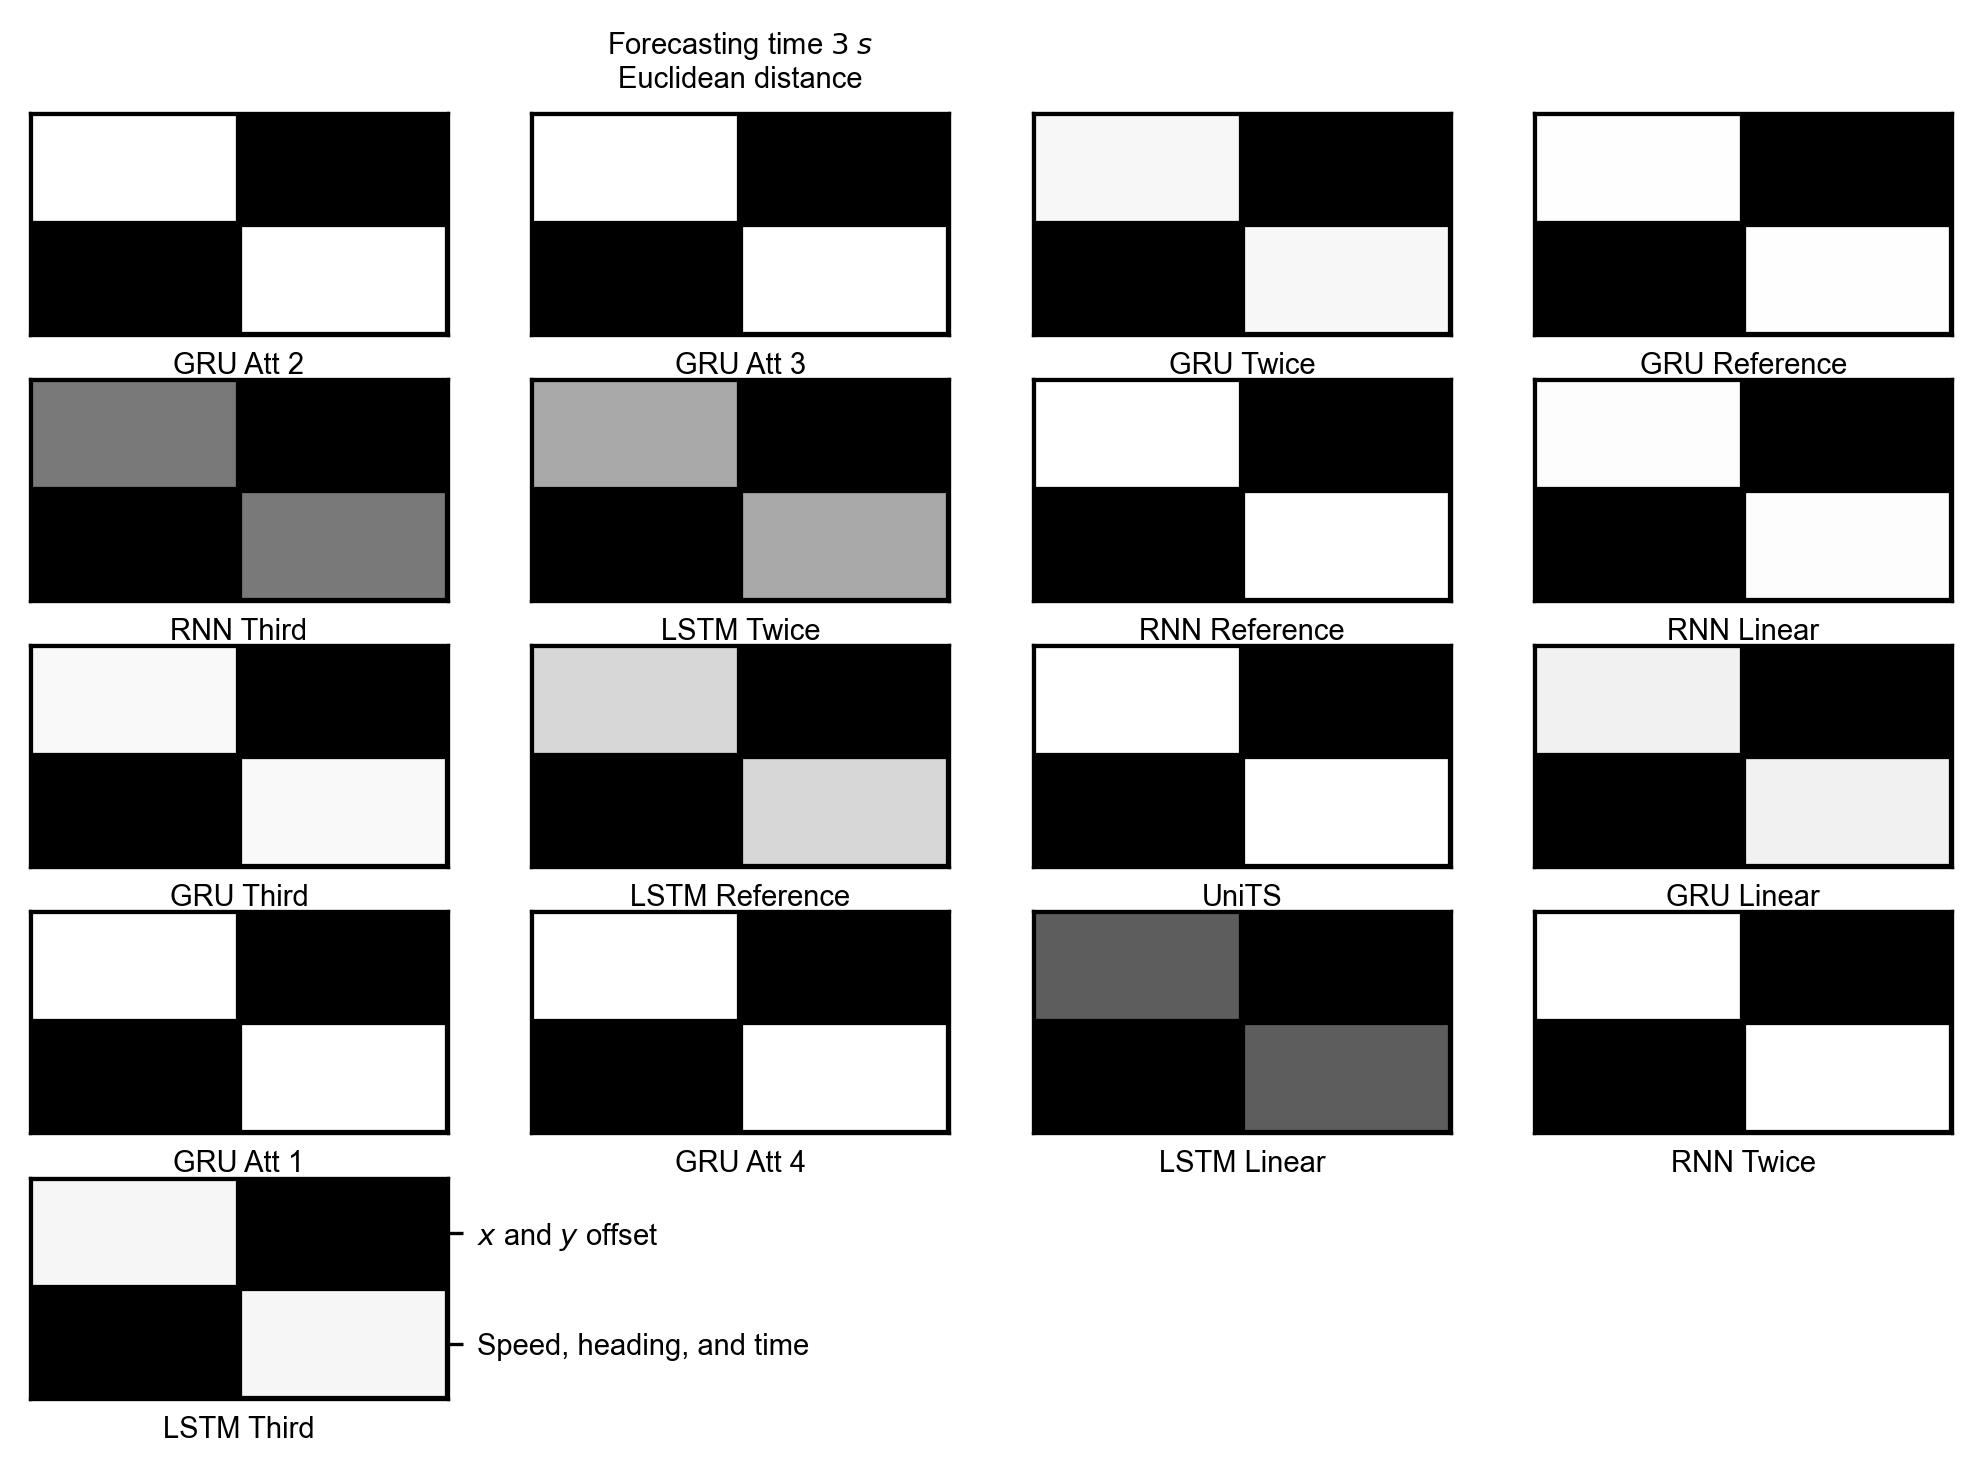 Forecasting time 3 s
Euclidean distance
GRU Att 2
GRU Att 3
GRU Twice
GRU Reference
RNN Third
LSTM Twice
RNN Reference
RNN Linear
GRU Third
LSTM Reference
UniTS
GRU Linear
GRU Att 1
GRU Att 4
LSTM Linear
RNN Twice
x and y offset
Speed, heading, and time
LSTM Third